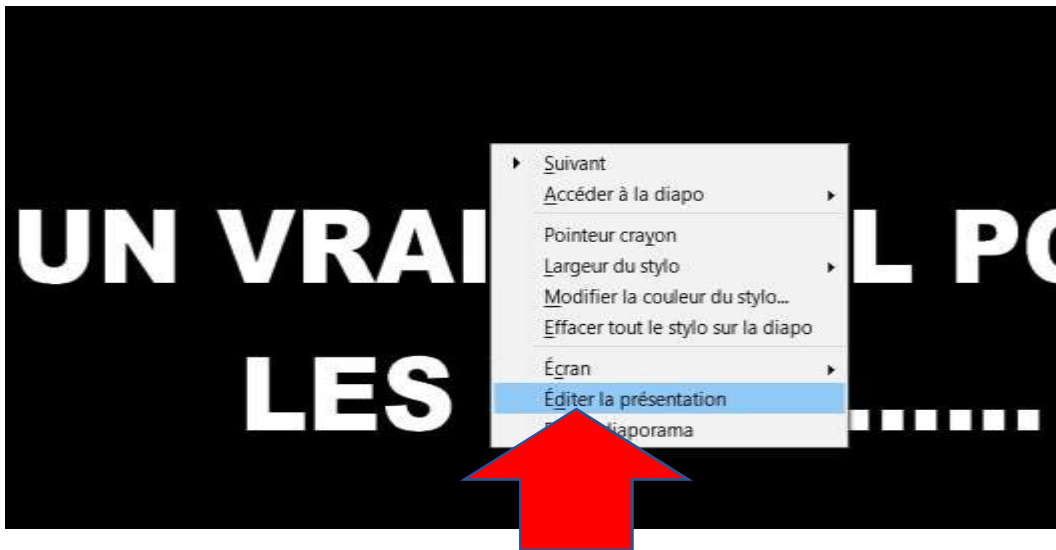 UN VRAI L PO
Suivant
Accéder à la diapo
Pointeur crayon
Largeur du stylo
Modifier la couleur du stylo...
Effacer tout le stylo sur la diapo
LES ......
Écran
Éditer la présentation
diaporama